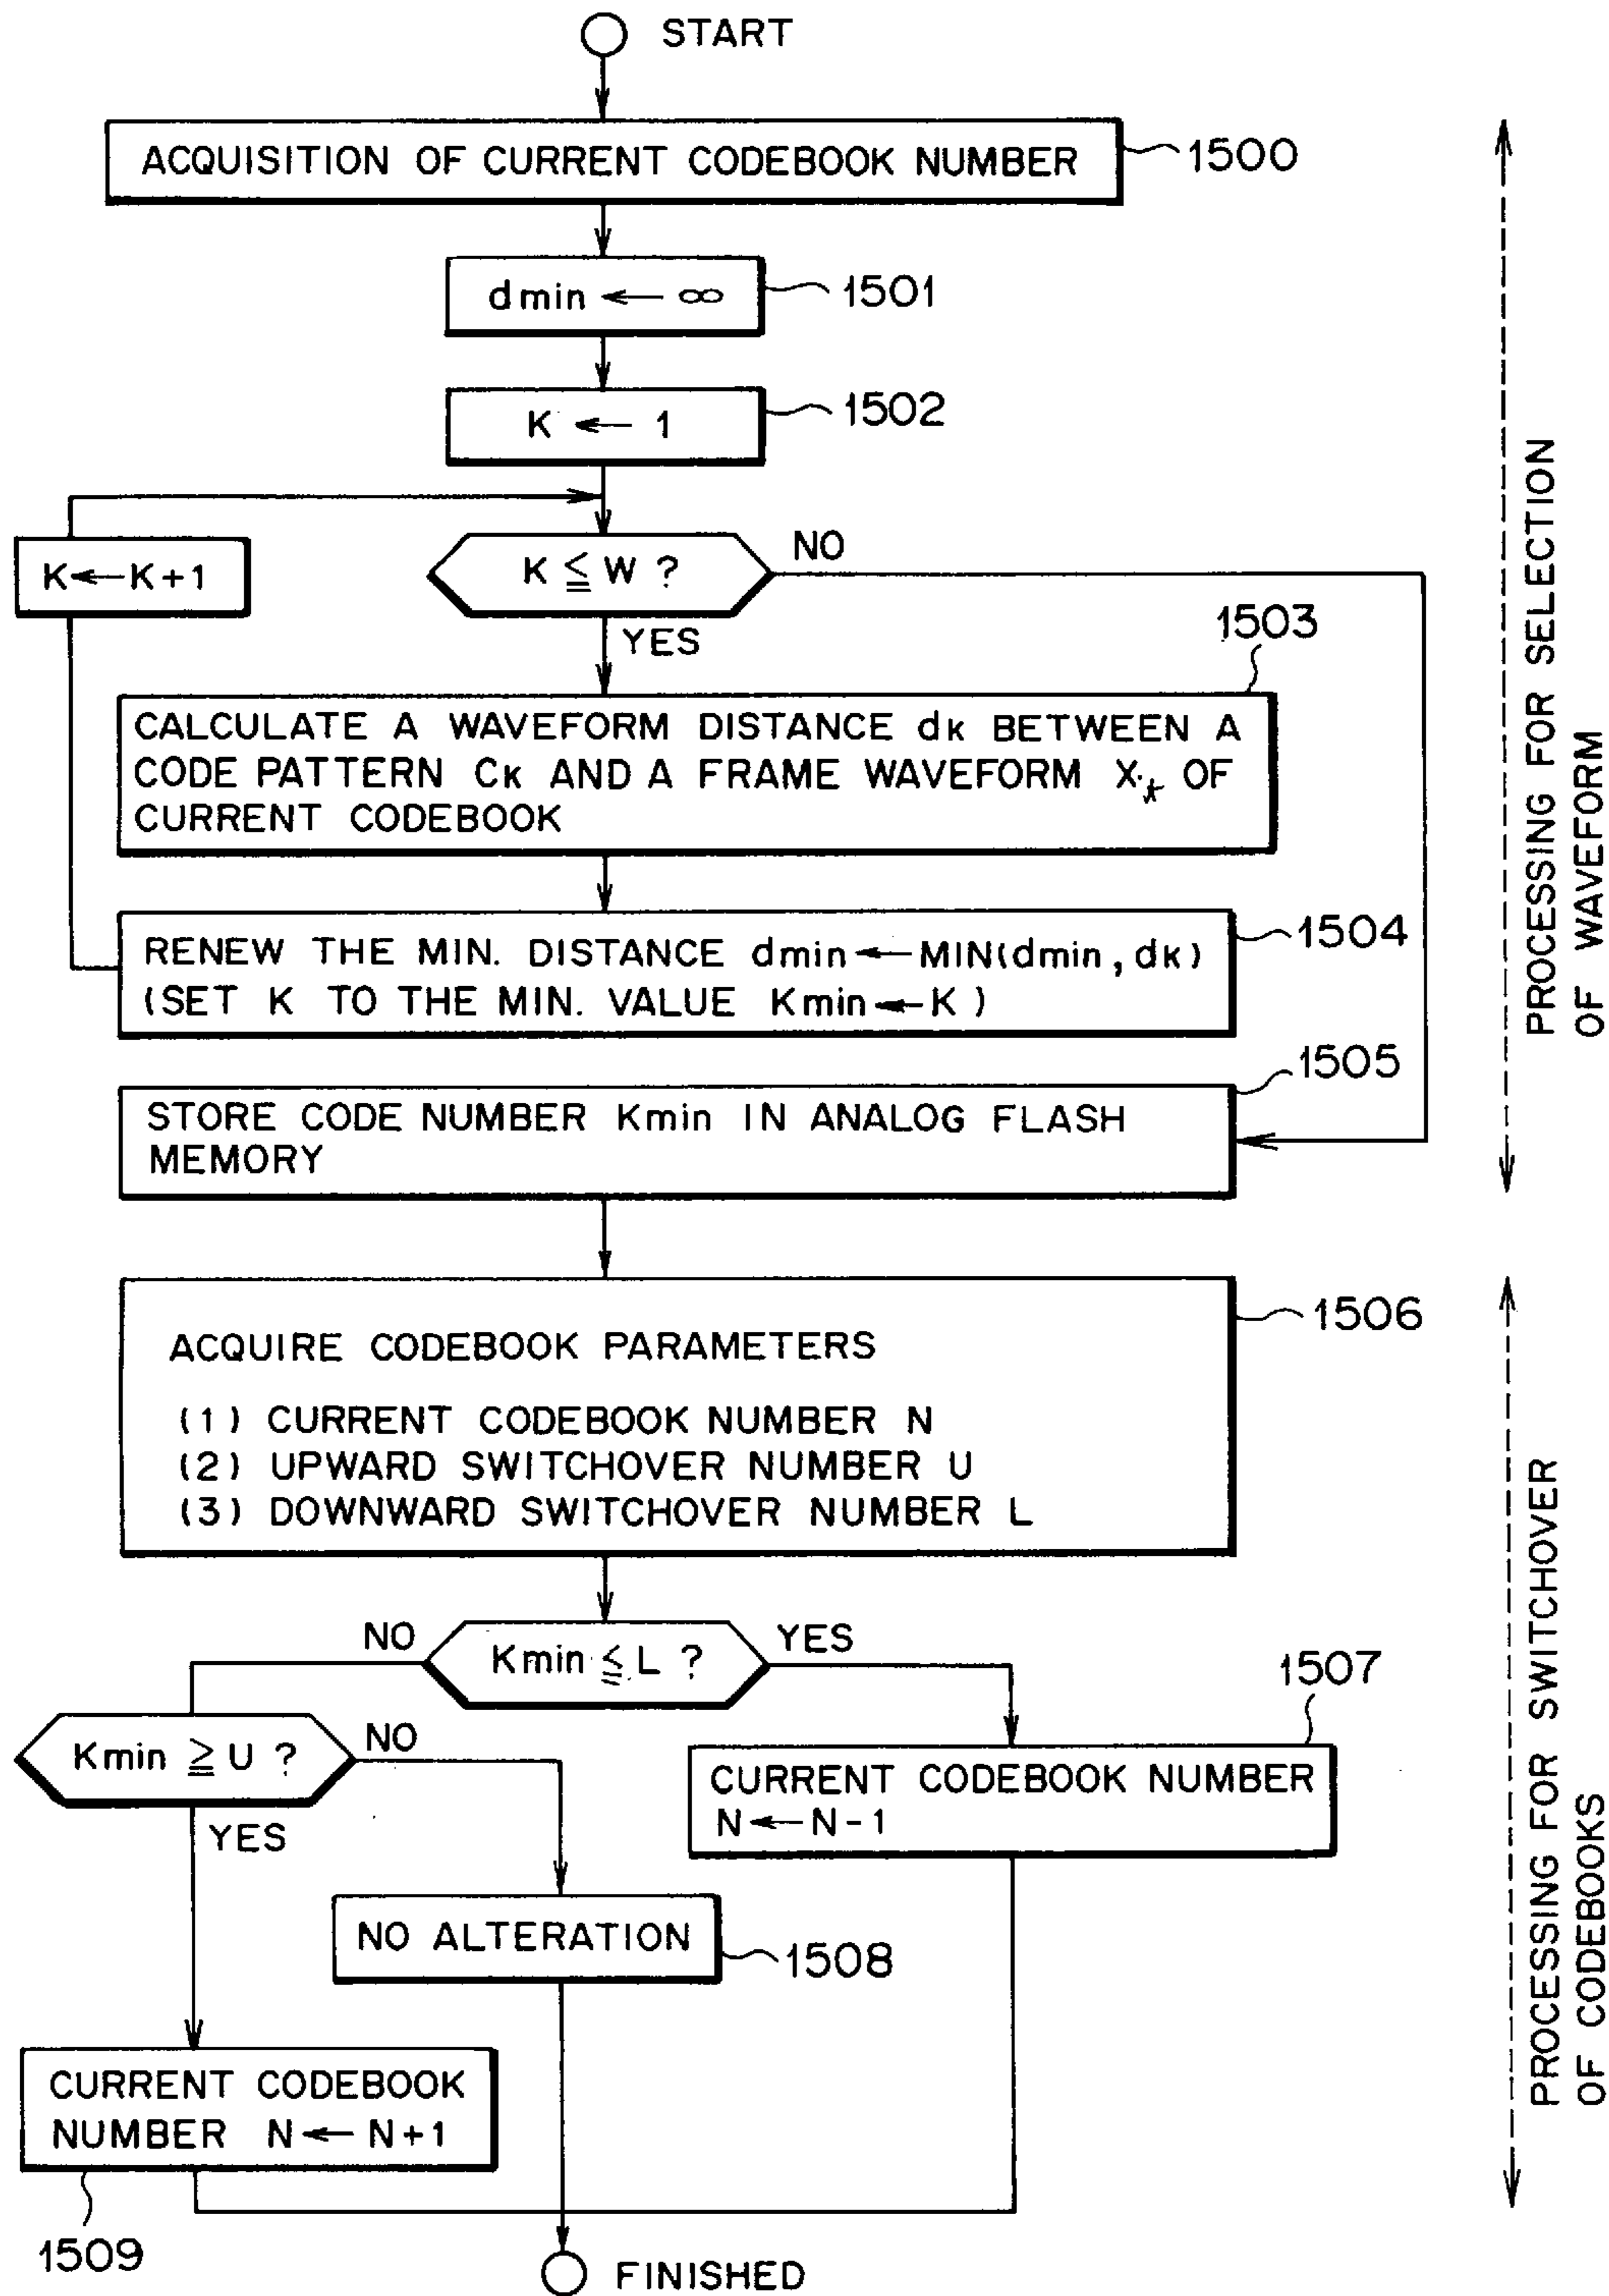 START
ACQUISITION OF CURRENT CODEBOOK NUMBER
1500
dmin ← ∞
1501
K ← 1
1502
K←K+1
K ≦ W ?
NO
YES
1503
CALCULATE A WAVEFORM DISTANCE dK BETWEEN A
CODE PATTERN CK AND A FRAME WAVEFORM X OF
CURRENT CODEBOOK
RENEW THE MIN. DISTANCE dmin←MIN(dmin, dK)
(SET K TO THE MIN. VALUE Kmin←K)
1504
1505
STORE CODE NUMBER Kmin IN ANALOG FLASH
MEMORY
PROCESSING FOR SELECTION
OF WAVEFORM
1506
ACQUIRE CODEBOOK PARAMETERS
(1) CURRENT CODEBOOK NUMBER N
(2) UPWARD SWITCHOVER NUMBER U
(3) DOWNWARD SWITCHOVER NUMBER L
NO
Kmin ≦ L ?
YES
Kmin ≧ U ?
NO
YES
1507
CURRENT CODEBOOK NUMBER
N←N-1
NO ALTERATION
1508
CURRENT CODEBOOK
NUMBER N← N+1
1509
FINISHED
PROCESSING FOR SWITCHOVER
OF CODEBOOKS